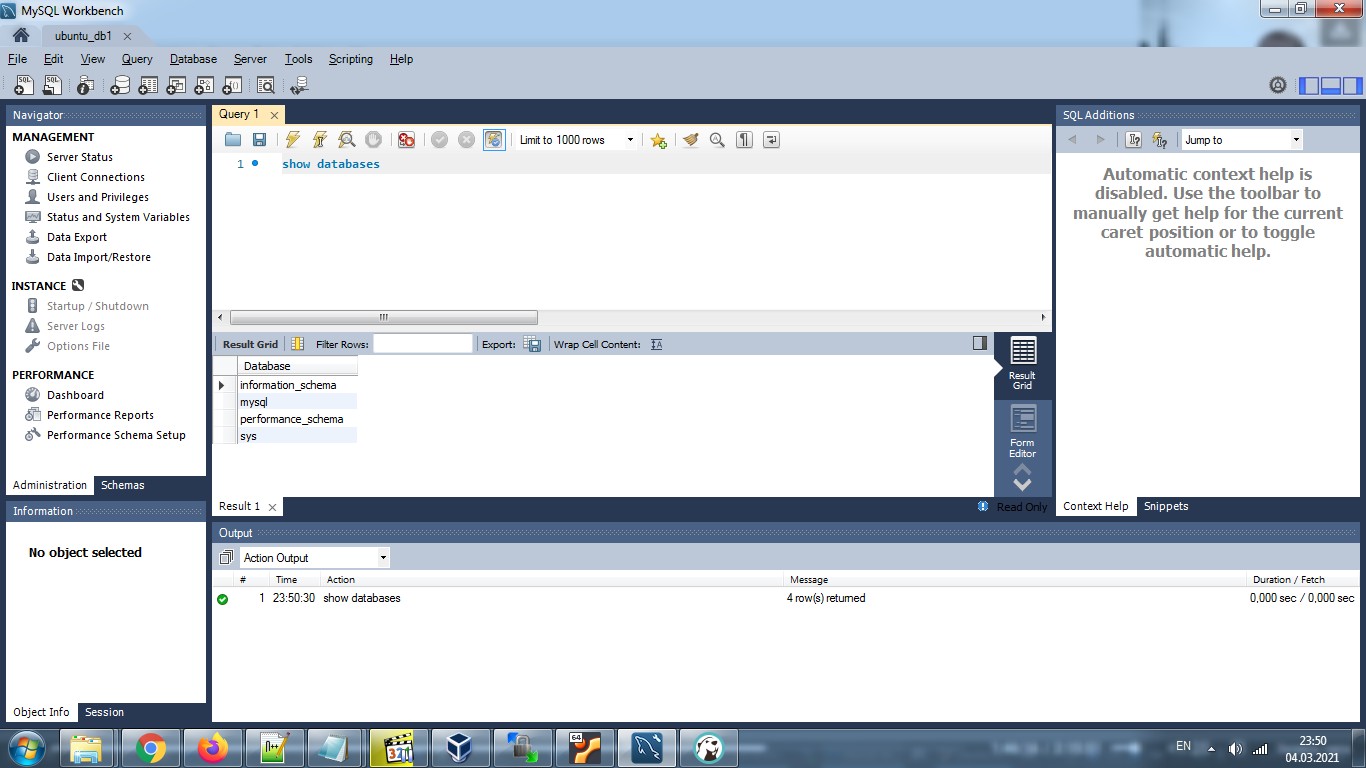 MySQL Workbench
ubuntu_db1
File Edit View Query Database Server Tools Scripting Help
Navigator
MANAGEMENT
Server Status
Client Connections
Users and Privileges
Status and System Variables
Data Export
Data Import/Restore
INSTANCE
Startup / Shutdown
Server Logs
Options File
PERFORMANCE
Dashboard
Performance Reports
Performance Schema Setup
Administration Schemas
Information
No object selected
Object Info Session
Query 1
Limit to 1000 rows
1 show databases
Result Grid Filter Rows: Export: Wrap Cell Content:
Database
information_schema
mysql
performance_schema
sys
Result
Grid
Form
Editor
Result 1 Read Only
SQL Additions
Jump to
Automatic context help is
disabled. Use the toolbar to
manually get help for the current
caret position or to toggle
automatic help.
Context Help Snippets
Output
Action Output
# Time Action Message Duration / Fetch
1 23:50:30 show databases 4 row(s) returned 0,000 sec / 0,000 sec
EN
23:50
04.03.2021